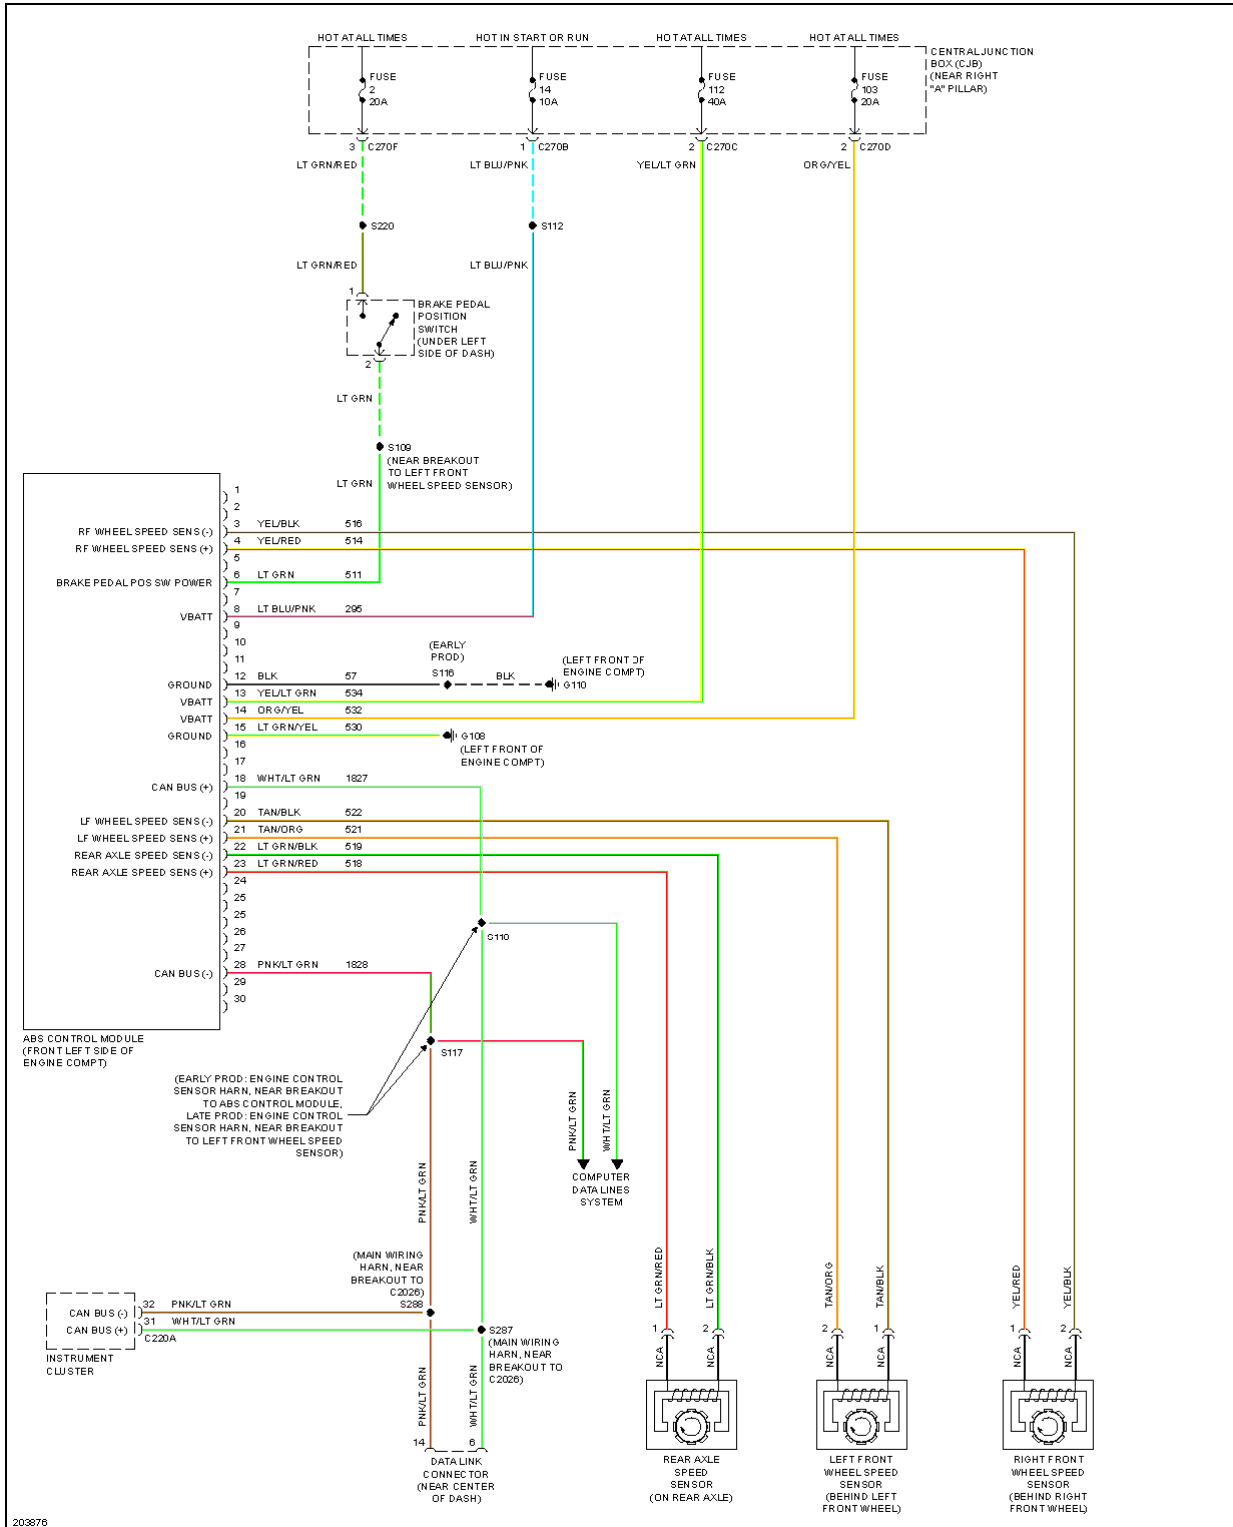 HOT AT ALL TIMES
HOT IN START OR RUN
HOT AT ALL TIMES
HOT AT ALL TIMES
CENTRAL JUNCTION
BOX (CJB)
(NEAR RIGHT
"A" PILLAR)
FUSE
2
20A
FUSE
14
10A
FUSE
112
40A
FUSE
103
20A
3 C270F
1 C270B
2 C270C
2 C270D
LT GRN/RED
LT BLU/PNK
YEL/LT GRN
ORG/YEL
S220
S112
LT GRN/RED
LT BLU/PNK
1
BRAKE PEDAL
POSITION
SWITCH
(UNDER LEFT
SIDE OF DASH)
2
LT GRN
S109
(NEAR BREAKOUT
TO LEFT FRONT
WHEEL SPEED SENSOR)
LT GRN
1
2
RF WHEEL SPEED SENS (-) 3 YEL/BLK 516
RF WHEEL SPEED SENS (+) 4 YEL/RED 514
5
BRAKE PEDAL POS SW POWER 6 LT GRN 511
7
VBATT 8 LT BLU/PNK 295
9
10
11
GROUND 12 BLK 57
(EARLY
PROD)
S116
BLK
(LEFT FRONT OF
ENGINE COMPT)
G110
VBATT 13 YEL/LT GRN 534
VBATT 14 ORG/YEL 532
GROUND 15 LT GRN/YEL 530
G108
(LEFT FRONT OF
ENGINE COMPT)
16
17
CAN BUS (+) 18 WHT/LT GRN 1827
19
LF WHEEL SPEED SENS (-) 20 TAN/BLK 522
LF WHEEL SPEED SENS (+) 21 TAN/ORG 521
REAR AXLE SPEED SENS (-) 22 LT GRN/BLK 519
REAR AXLE SPEED SENS (+) 23 LT GRN/RED 518
24
25
25
26
27
CAN BUS (-) 28 PNK/LT GRN 1828
29
30
S110
ABS CONTROL MODULE
(FRONT LEFT SIDE OF
ENGINE COMPT)
S117
(EARLY PROD: ENGINE CONTROL
SENSOR HARN, NEAR BREAKOUT
TO ABS CONTROL MODULE,
LATE PROD: ENGINE CONTROL
SENSOR HARN, NEAR BREAKOUT
TO LEFT FRONT WHEEL SPEED
SENSOR)
PNK/LT GRN
WHT/LT GRN
COMPUTER
DATA LINES
SYSTEM
PNK/LT GRN
WHT/LT GRN
(MAIN WIRING
HARN, NEAR
BREAKOUT TO
C2026)
S288
CAN BUS (-) 32 PNK/LT GRN
CAN BUS (+) 31 WHT/LT GRN
C220A
INSTRUMENT
CLUSTER
S287
(MAIN WIRING
HARN, NEAR
BREAKOUT TO
C2026)
PNK/LT GRN
WHT/LT GRN
14
6
DATA LINK
CONNECTOR
(NEAR CENTER
OF DASH)
LT GRN/RED
LT GRN/BLK
TAN/ORG
TAN/BLK
YEL/RED
YEL/BLK
1
2
2
1
1
2
NCA
NCA
NCA
NCA
NCA
NCA
REAR AXLE
SPEED
SENSOR
(ON REAR AXLE)
LEFT FRONT
WHEEL SPEED
SENSOR
(BEHIND LEFT
FRONT WHEEL)
RIGHT FRONT
WHEEL SPEED
SENSOR
(BEHIND RIGHT
FRONT WHEEL)
203876